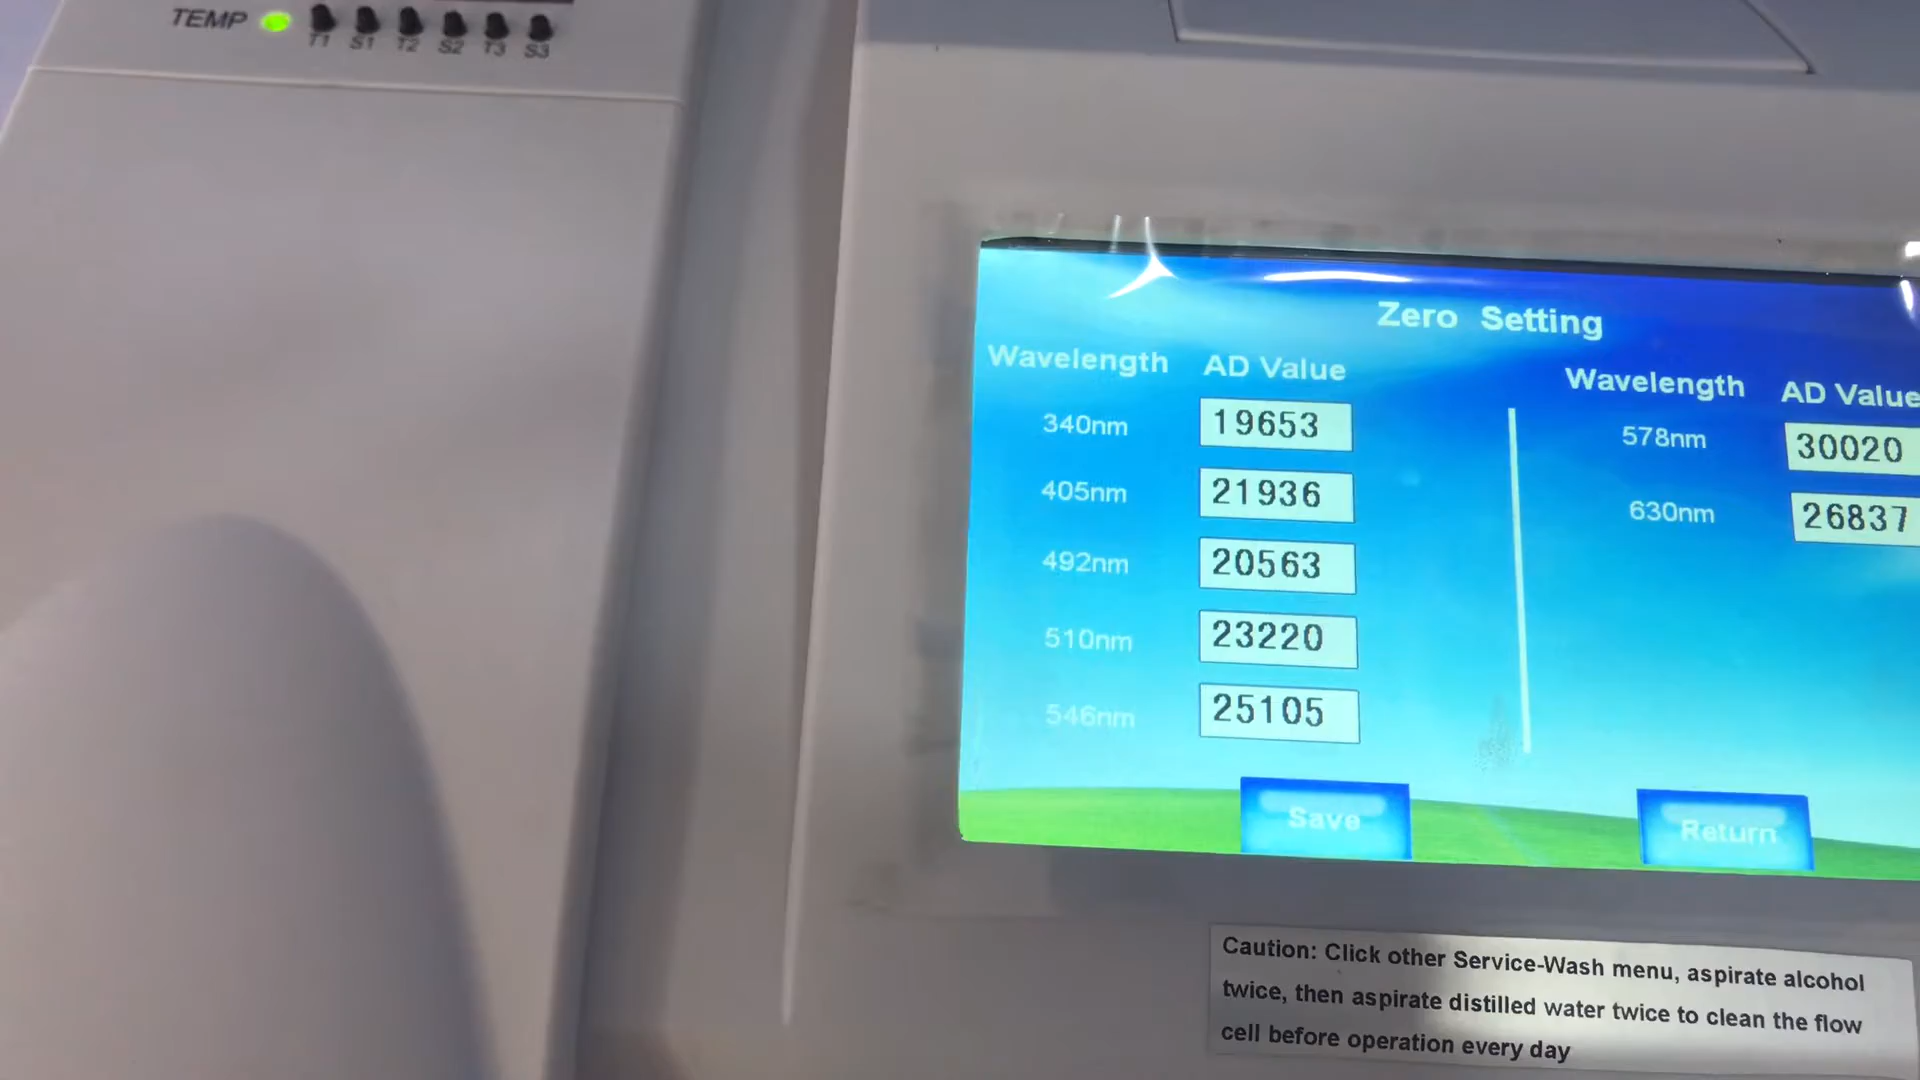 TEMP
T1 S1 T2 S2 T3 S3
Zero Setting
Wavelength AD Value
340nm 19653
405nm 21936
492nm 20563
510nm 23220
546nm 25105
Wavelength AD Value
578nm 30020
630nm 26837
Save
Return
Caution: Click other Service-Wash menu, aspirate alcohol
twice, then aspirate distilled water twice to clean the flow
cell before operation every day